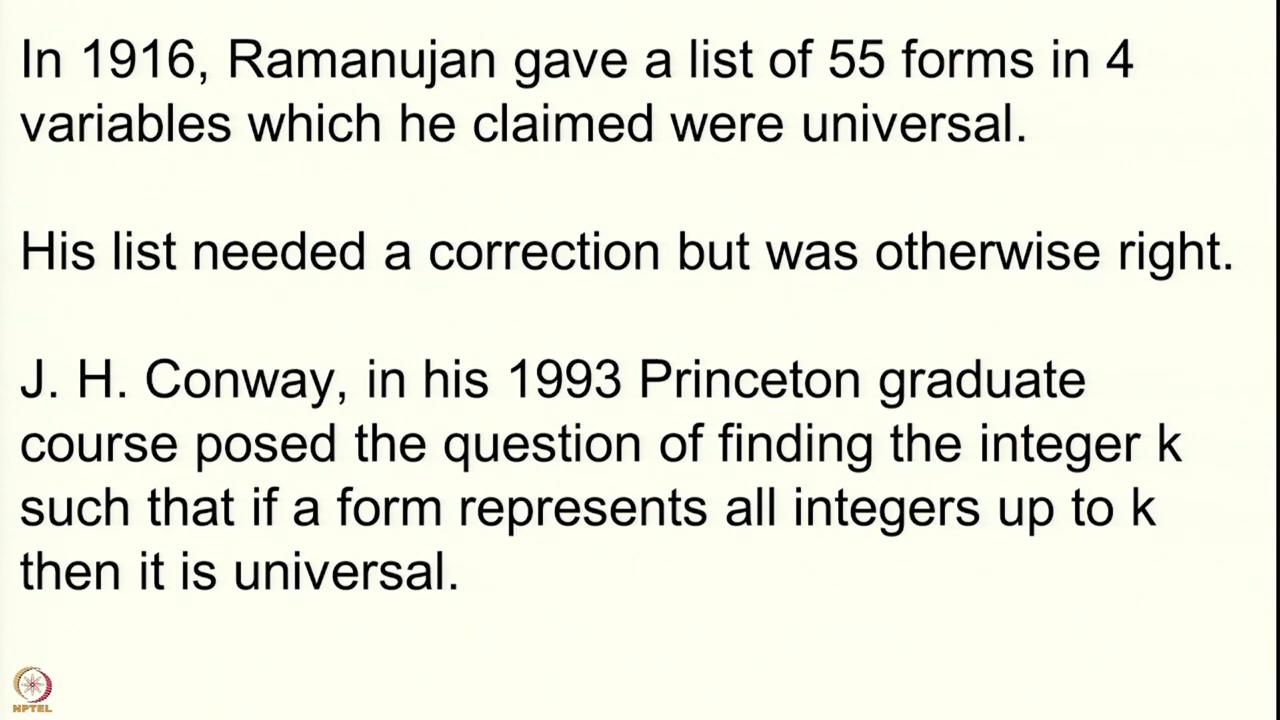 In 1916, Ramanujan gave a list of 55 forms in 4
variables which he claimed were universal.
His list needed a correction but was otherwise right.
J. H. Conway, in his 1993 Princeton graduate
course posed the question of finding the integer k
such that if a form represents all integers up to k
then it is universal.
NPTEL